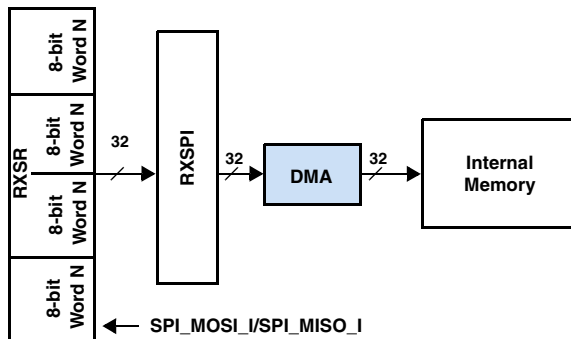 8-bit
Word N
8-bit
Word N
RXSR
8-bit
Word N
8-bit
Word N
32
RXSPI
32
DMA
32
Internal
Memory
SPI_MOSI_I/SPI_MISO_I